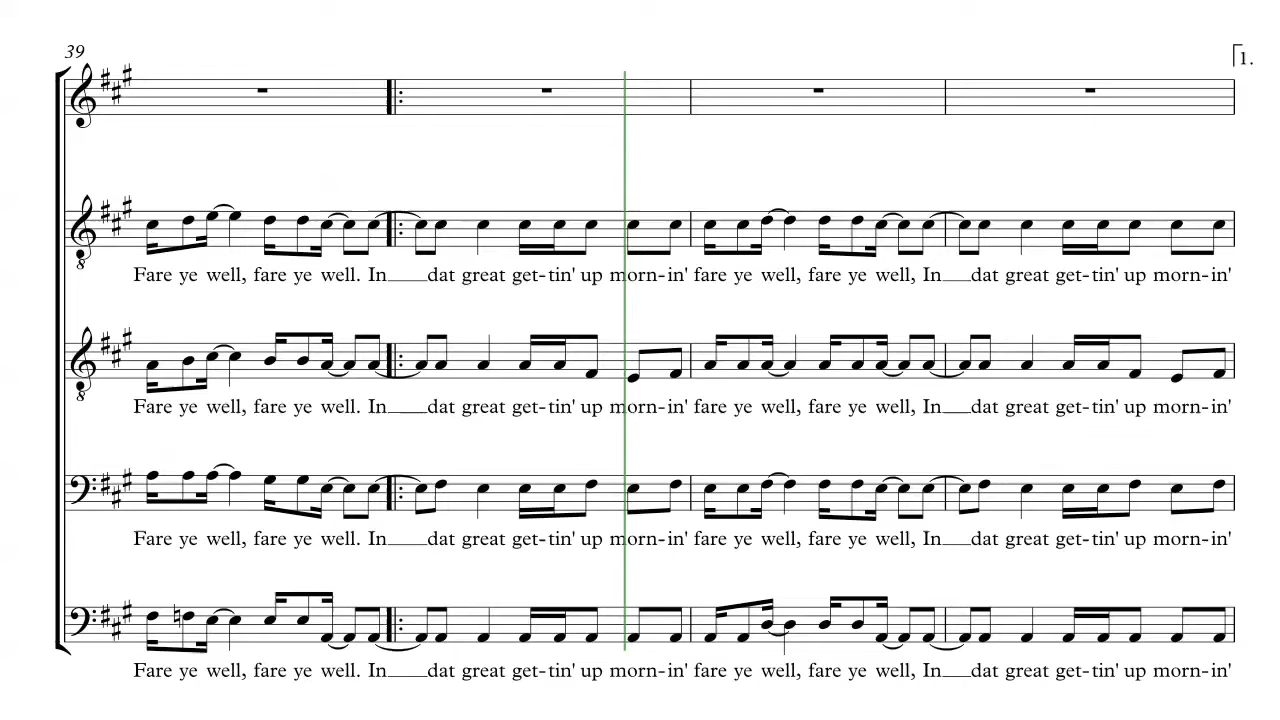 39
1.
Fare ye well, fare ye well. In dat great get-tin' up morn-in' fare ye well, fare ye well, In dat great get-tin' up morn-in'
Fare ye well, fare ye well. In dat great get-tin' up morn-in' fare ye well, fare ye well, In dat great get-tin' up morn-in'
Fare ye well, fare ye well. In dat great get-tin' up morn-in' fare ye well, fare ye well, In dat great get-tin' up morn-in'
Fare ye well, fare ye well. In dat great get-tin' up morn-in' fare ye well, fare ye well, In dat great get-tin' up morn-in'